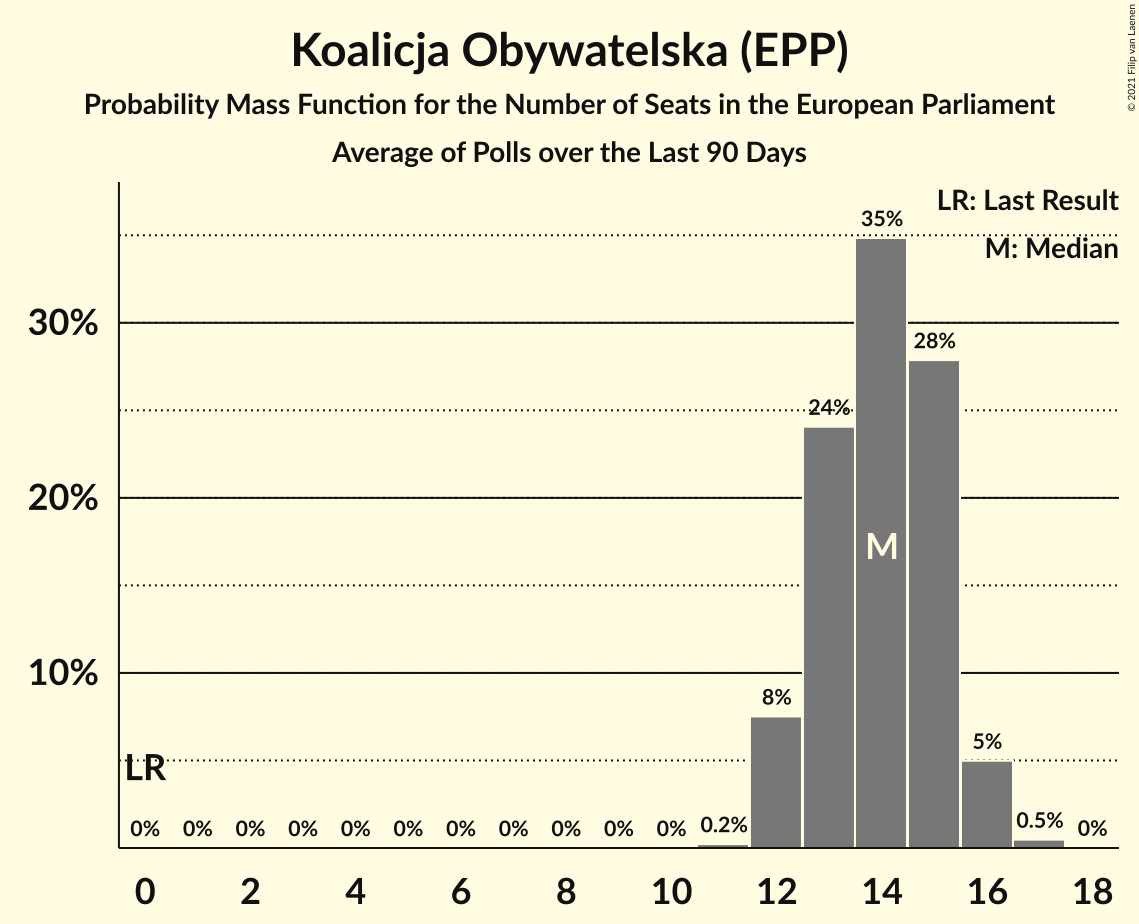 Koalicja Obywatelska (EPP)
Probability Mass Function for the Number of Seats in the European Parliament
Average of Polls over the Last 90 Days
© 2021 Filip van Laenen
LR: Last Result
M: Median
30%
20%
10%
LR
M
0% 0% 0% 0% 0% 0% 0% 0% 0% 0% 0% 0.2% 8% 24% 35% 28% 5% 0.5% 0%
0 2 4 6 8 10 12 14 16 18